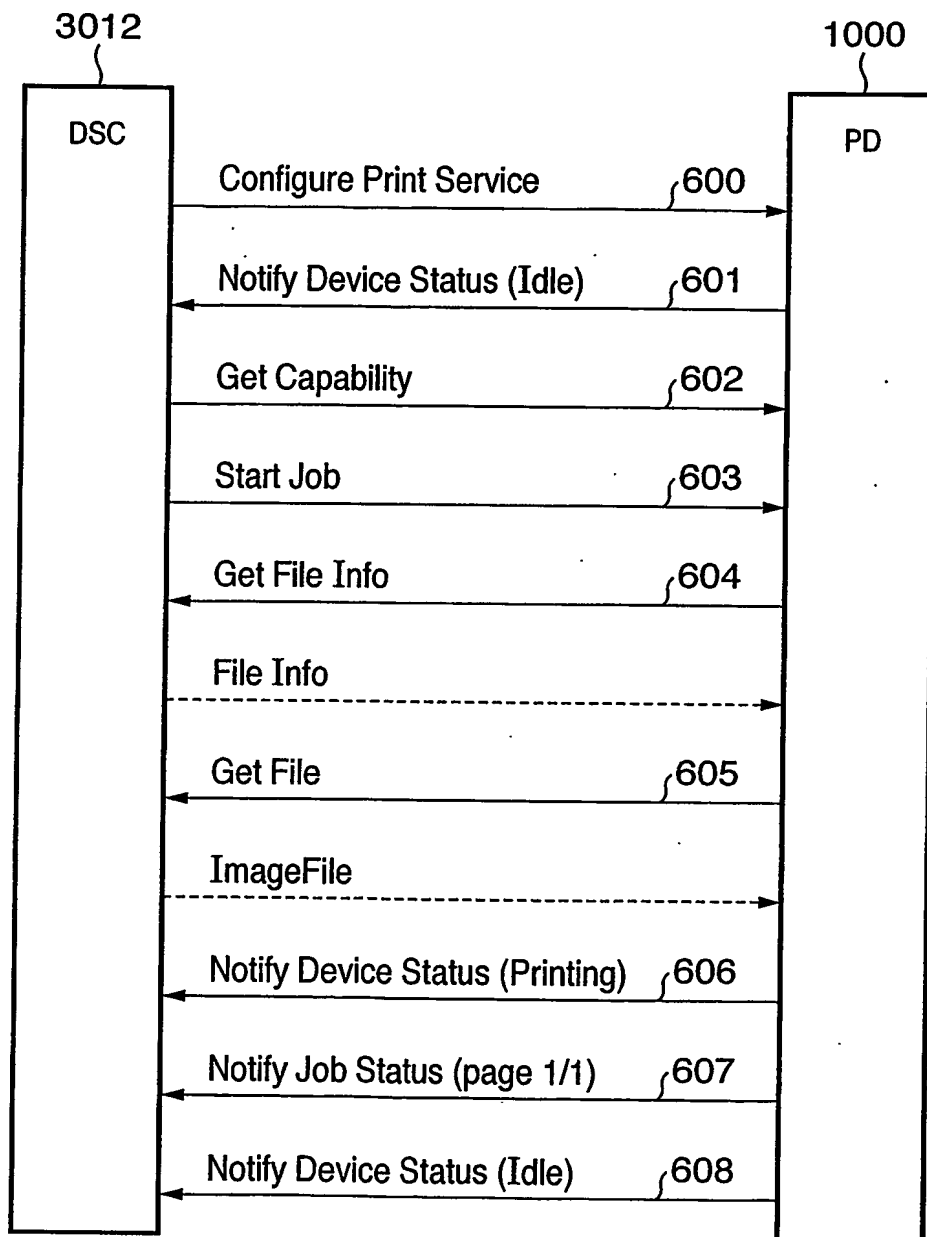 3012
1000
DSC
PD
Configure Print Service 600
Notify Device Status (Idle) 601
Get Capability 602
Start Job 603
Get File Info 604
File Info
Get File 605
ImageFile
Notify Device Status (Printing) 606
Notify Job Status (page 1/1) 607
Notify Device Status (Idle) 608